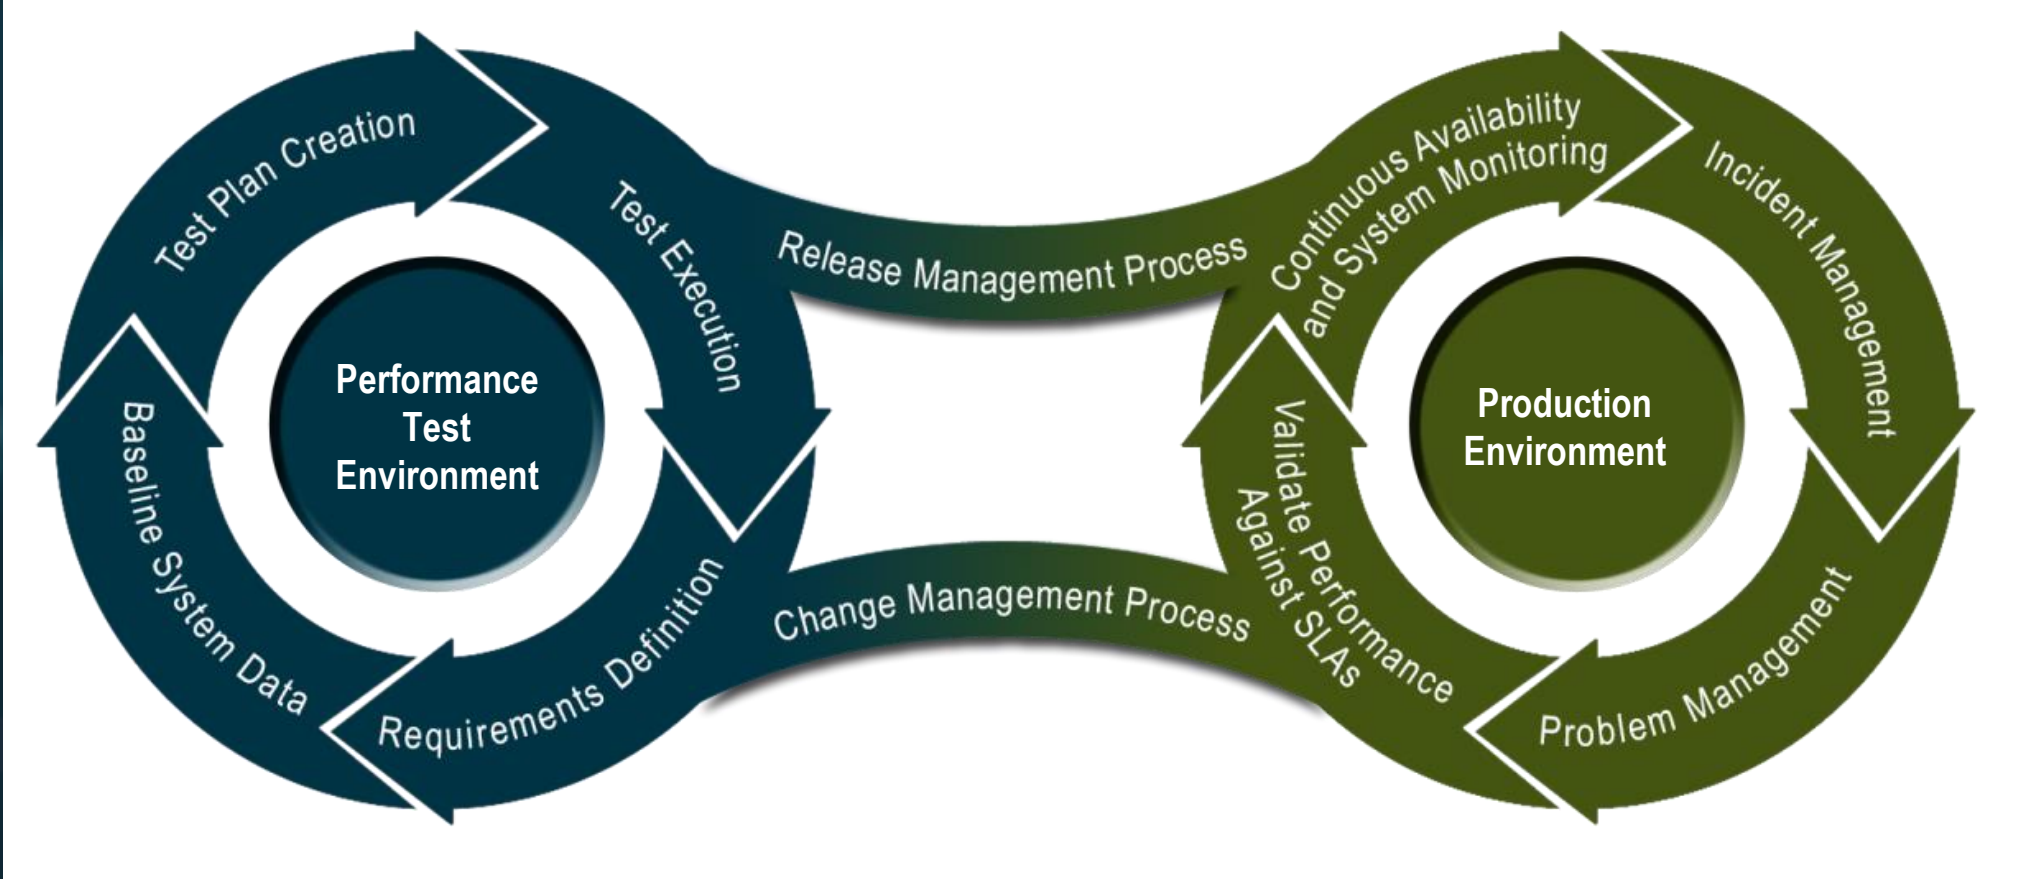 Test Plan Creation
Test Execution
Requirements Definition
Baseline System Data
Performance
Test
Environment
Release Management Process
Change Management Process
Continuous Availability
and System Monitoring
Incident Management
Problem Management
Validate Performance
Against SLAs
Production
Environment